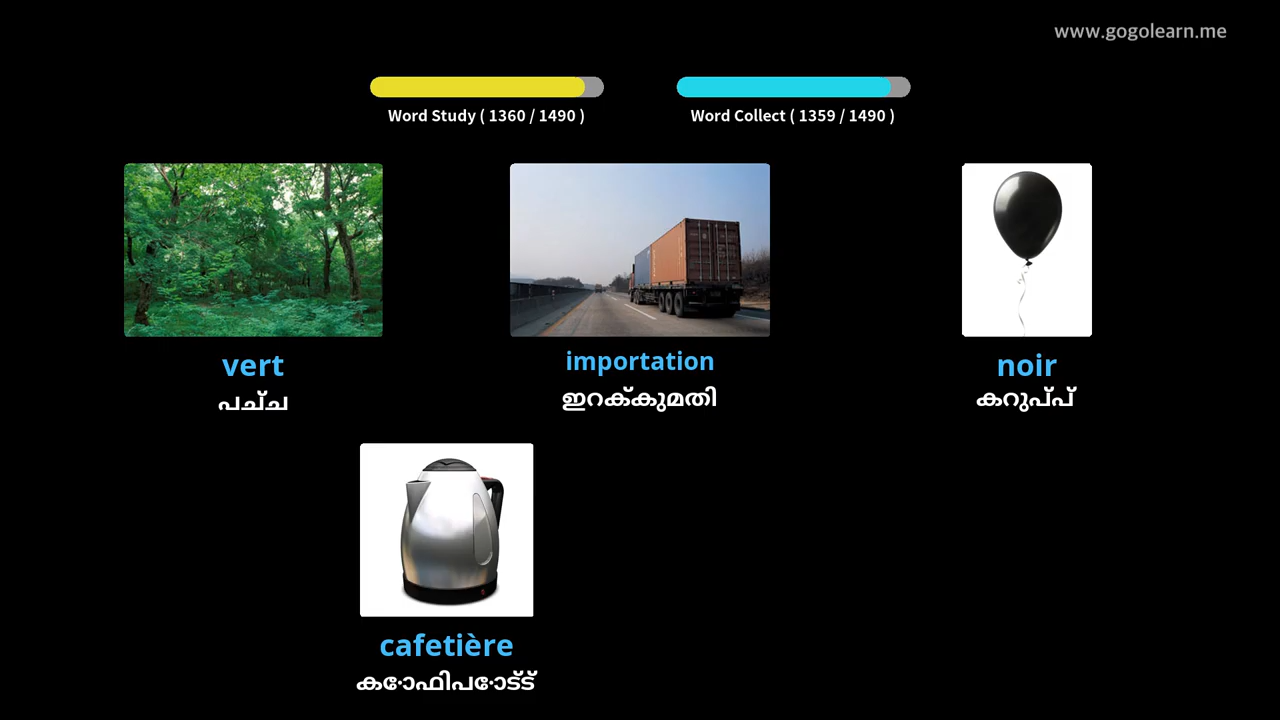 www.gogolearn.me
Word Study ( 1360 / 1490 )
Word Collect ( 1359 / 1490 )
vert
പച്ച
importation
ഇറക്കുമതി
noir
കറുപ്പ്
cafetière
കോഫിപോട്ട്